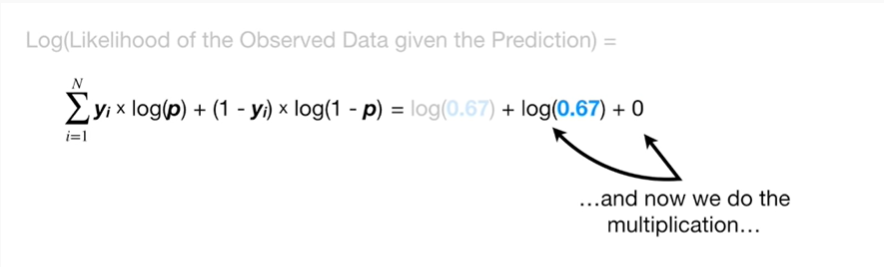 Log(Likelihood of the Observed Data given the Prediction) =
N
∑ yᵢ × log(p) + (1 - yᵢ) × log(1 - p) = log(0.67) + log(0.67) + 0
i=1
...and now we do the
multiplication...